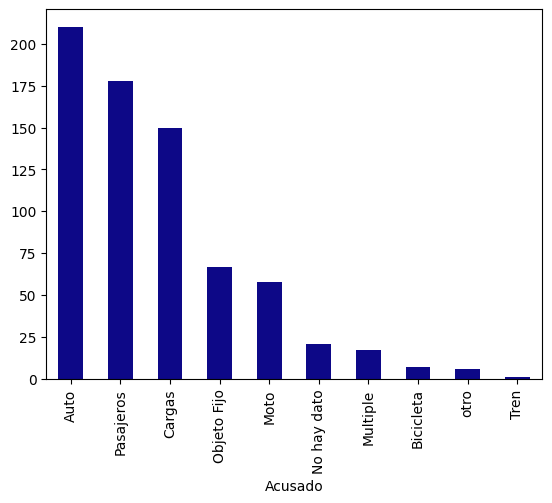 200
175
150
125
100
75
50
25
0
Auto
Pasajeros
Cargas
Objeto Fijo
Moto
No hay dato
Multiple
Bicicleta
otro
Tren
Acusado